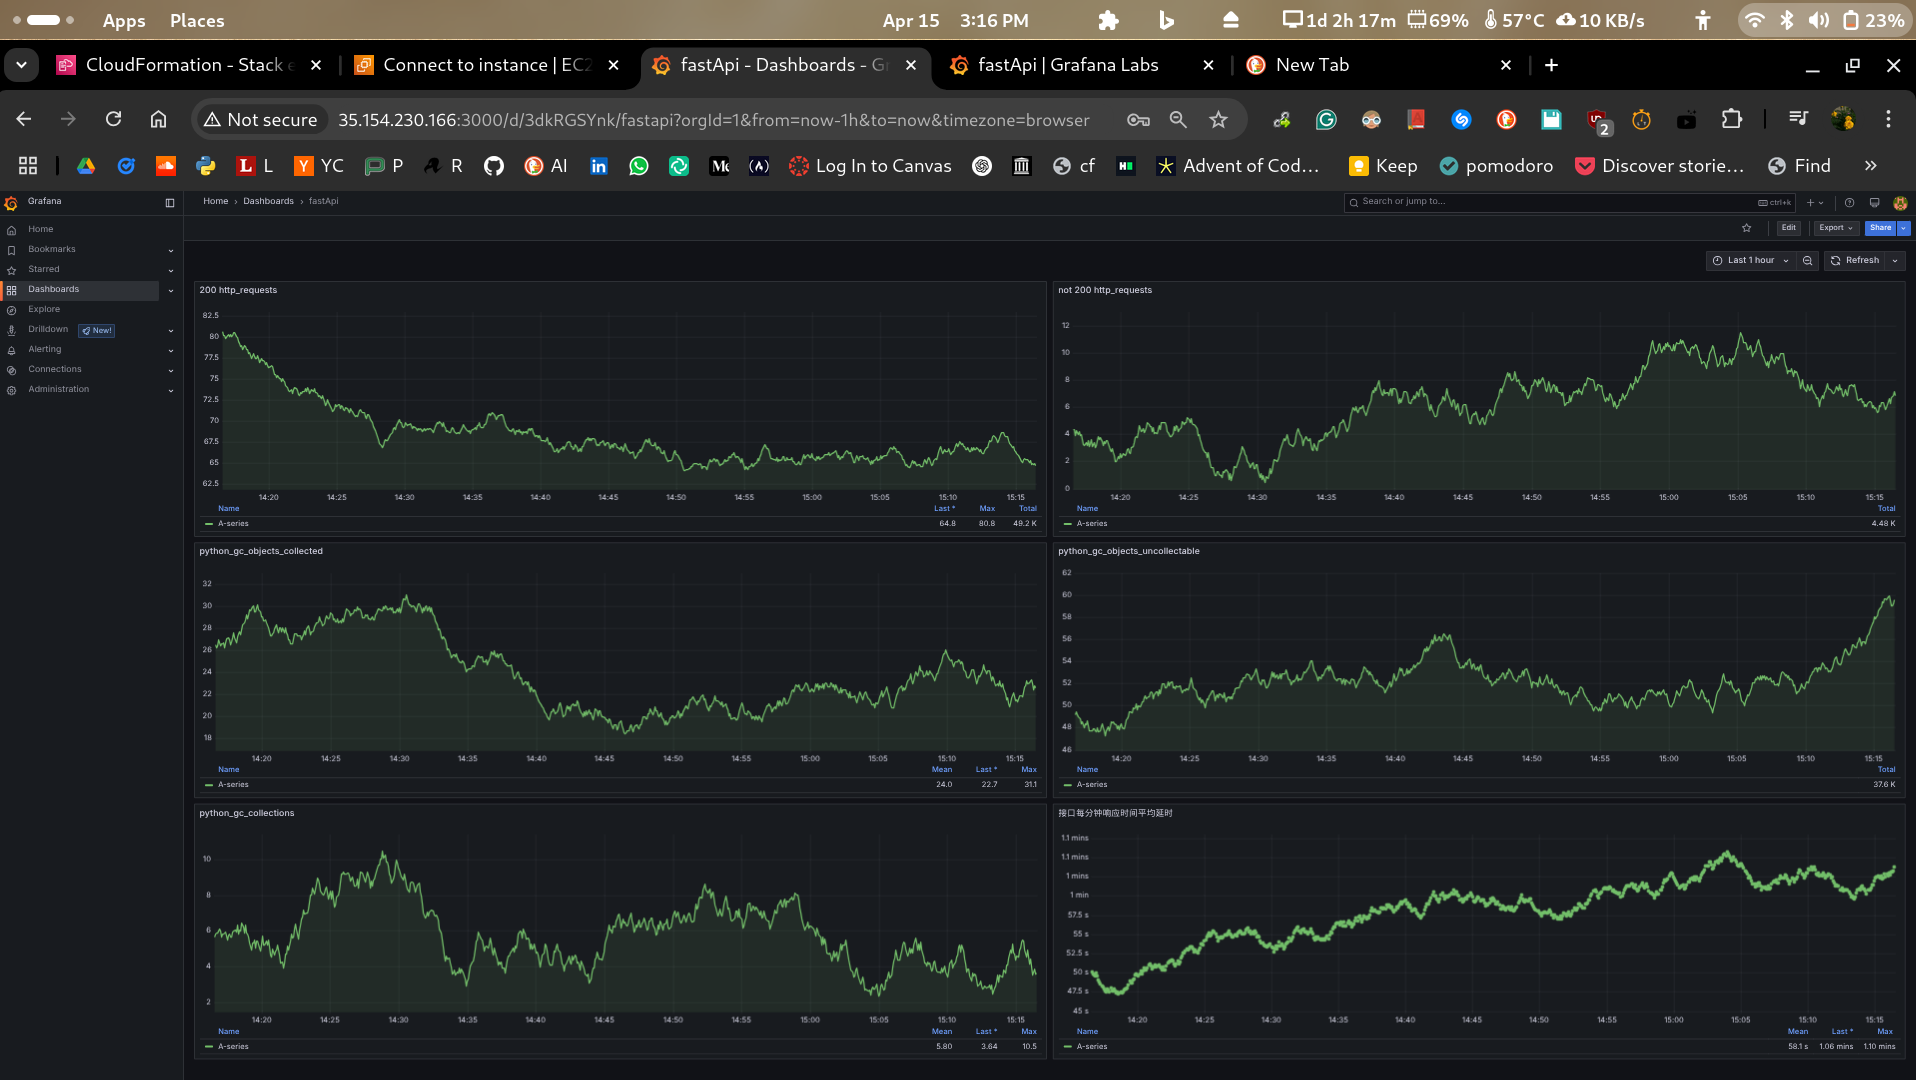 Apps Places Apr 15 3:16 PM 1d 2h 17m 69% 57°C 10 KB/s 23%
CloudFormation - Stack e
Connect to instance | EC2
fastApi - Dashboards - Gr
fastApi | Grafana Labs
New Tab
Not secure 35.154.230.166:3000/d/3dkRGSYnk/fastapi?orgId=1&from=now-1h&to=now&timezone=browser 2
L YC P R AI Log In to Canvas cf Advent of Cod... Keep pomodoro Discover storie... Find »
Grafana
Home › Dashboards › fastApi
Search or jump to... ctrl+k
Edit Export Share
Last 1 hour Refresh
Home
Bookmarks
Starred
Dashboards
Explore
Drilldown New!
Alerting
Connections
Administration
200 http_requests
82.5
80
77.5
75
72.5
70
67.5
65
62.5
14:20 14:25 14:30 14:35 14:40 14:45 14:50 14:55 15:00 15:05 15:10 15:15
Name Last * Max Total
A-series 64.8 80.8 49.2 K
not 200 http_requests
12
10
8
6
4
2
0
14:20 14:25 14:30 14:35 14:40 14:45 14:50 14:55 15:00 15:05 15:10 15:15
Name Total
A-series 4.48 K
python_gc_objects_collected
32
30
28
26
24
22
20
18
14:20 14:25 14:30 14:35 14:40 14:45 14:50 14:55 15:00 15:05 15:10 15:15
Name Mean Last * Max
A-series 24.0 22.7 31.1
python_gc_objects_uncollectable
62
60
58
56
54
52
50
48
46
14:20 14:25 14:30 14:35 14:40 14:45 14:50 14:55 15:00 15:05 15:10 15:15
Name Total
A-series 37.6 K
python_gc_collections
10
8
6
4
2
14:20 14:25 14:30 14:35 14:40 14:45 14:50 14:55 15:00 15:05 15:10 15:15
Name Mean Last * Max
A-series 5.80 3.64 10.5
接口每分钟响应时间平均延时
1.1 mins
1.1 mins
1 mins
1 min
57.5 s
55 s
52.5 s
50 s
47.5 s
45 s
14:20 14:25 14:30 14:35 14:40 14:45 14:50 14:55 15:00 15:05 15:10 15:15
Name Mean Last * Max
A-series 58.1 s 1.06 mins 1.10 mins